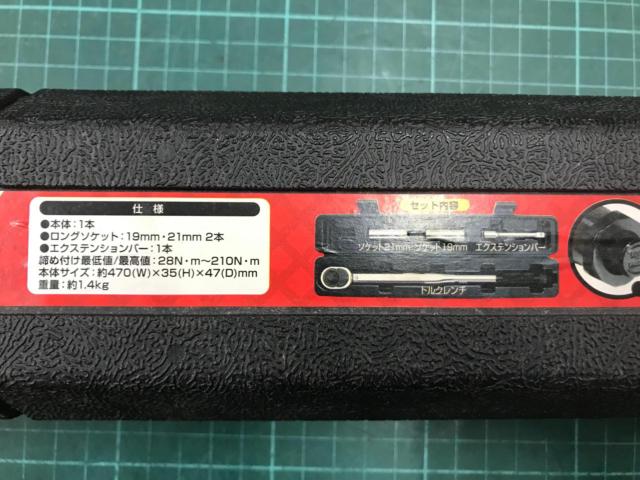 仕様
●本体:1本
●ロングソケット:19mm・21mm 2本
●エクステンションバー:1本
締め付け最低値/最高値:28N・m~210N・m
本体サイズ:約470(W)×35(H)×47(D)mm
重量:約1.4kg
セット内容
ソケット21mm ソケット19mm エクステンションバー
トルクレンチ